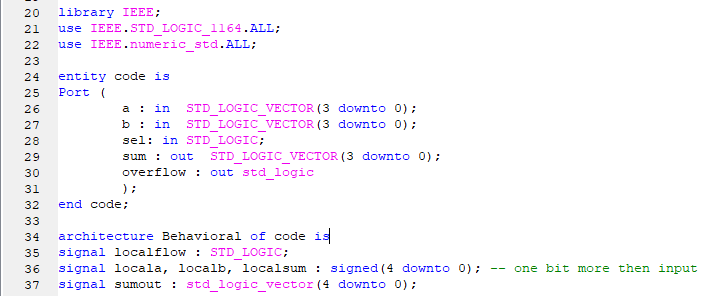 20 library IEEE;
21 use IEEE.STD_LOGIC_1164.ALL;
22 use IEEE.numeric_std.ALL;
23
24 entity code is
25 Port (
26 a : in  STD_LOGIC_VECTOR(3 downto 0);
27 b : in  STD_LOGIC_VECTOR(3 downto 0);
28 sel: in STD_LOGIC;
29 sum : out  STD_LOGIC_VECTOR(3 downto 0);
30 overflow : out std_logic
31 );
32 end code;
33
34 architecture Behavioral of code is
35 signal localflow : STD_LOGIC;
36 signal locala, localb, localsum : signed(4 downto 0); -- one bit more then input
37 signal sumout : std_logic_vector(4 downto 0);